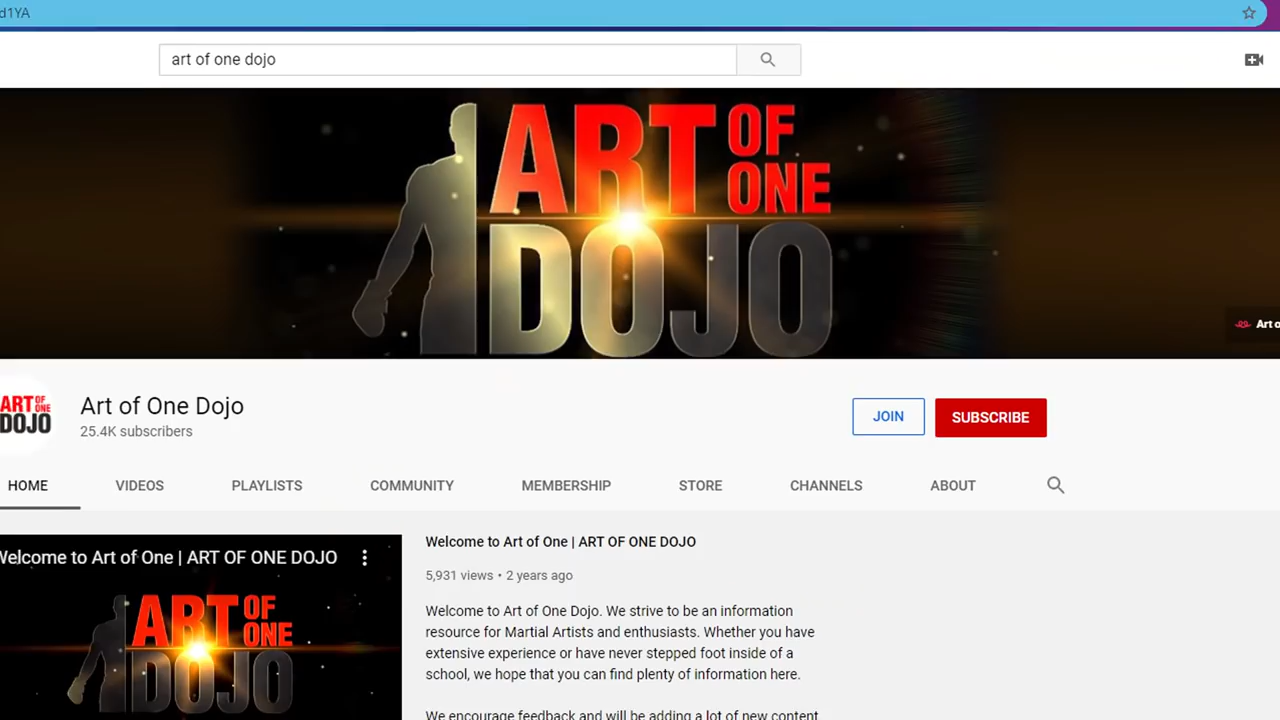 d1YA
art of one dojo
ART OF
ONE
DOJO
Art o
ART OF
ONE
DOJO
Art of One Dojo
25.4K subscribers
JOIN
SUBSCRIBE
HOME VIDEOS PLAYLISTS COMMUNITY MEMBERSHIP STORE CHANNELS ABOUT
Welcome to Art of One | ART OF ONE DOJO
ART OF
ONE
DOJO
Welcome to Art of One | ART OF ONE DOJO
5,931 views • 2 years ago
Welcome to Art of One Dojo. We strive to be an information
resource for Martial Artists and enthusiasts. Whether you have
extensive experience or have never stepped foot inside of a
school, we hope that you can find plenty of information here.
We encourage feedback and will be adding a lot of new content